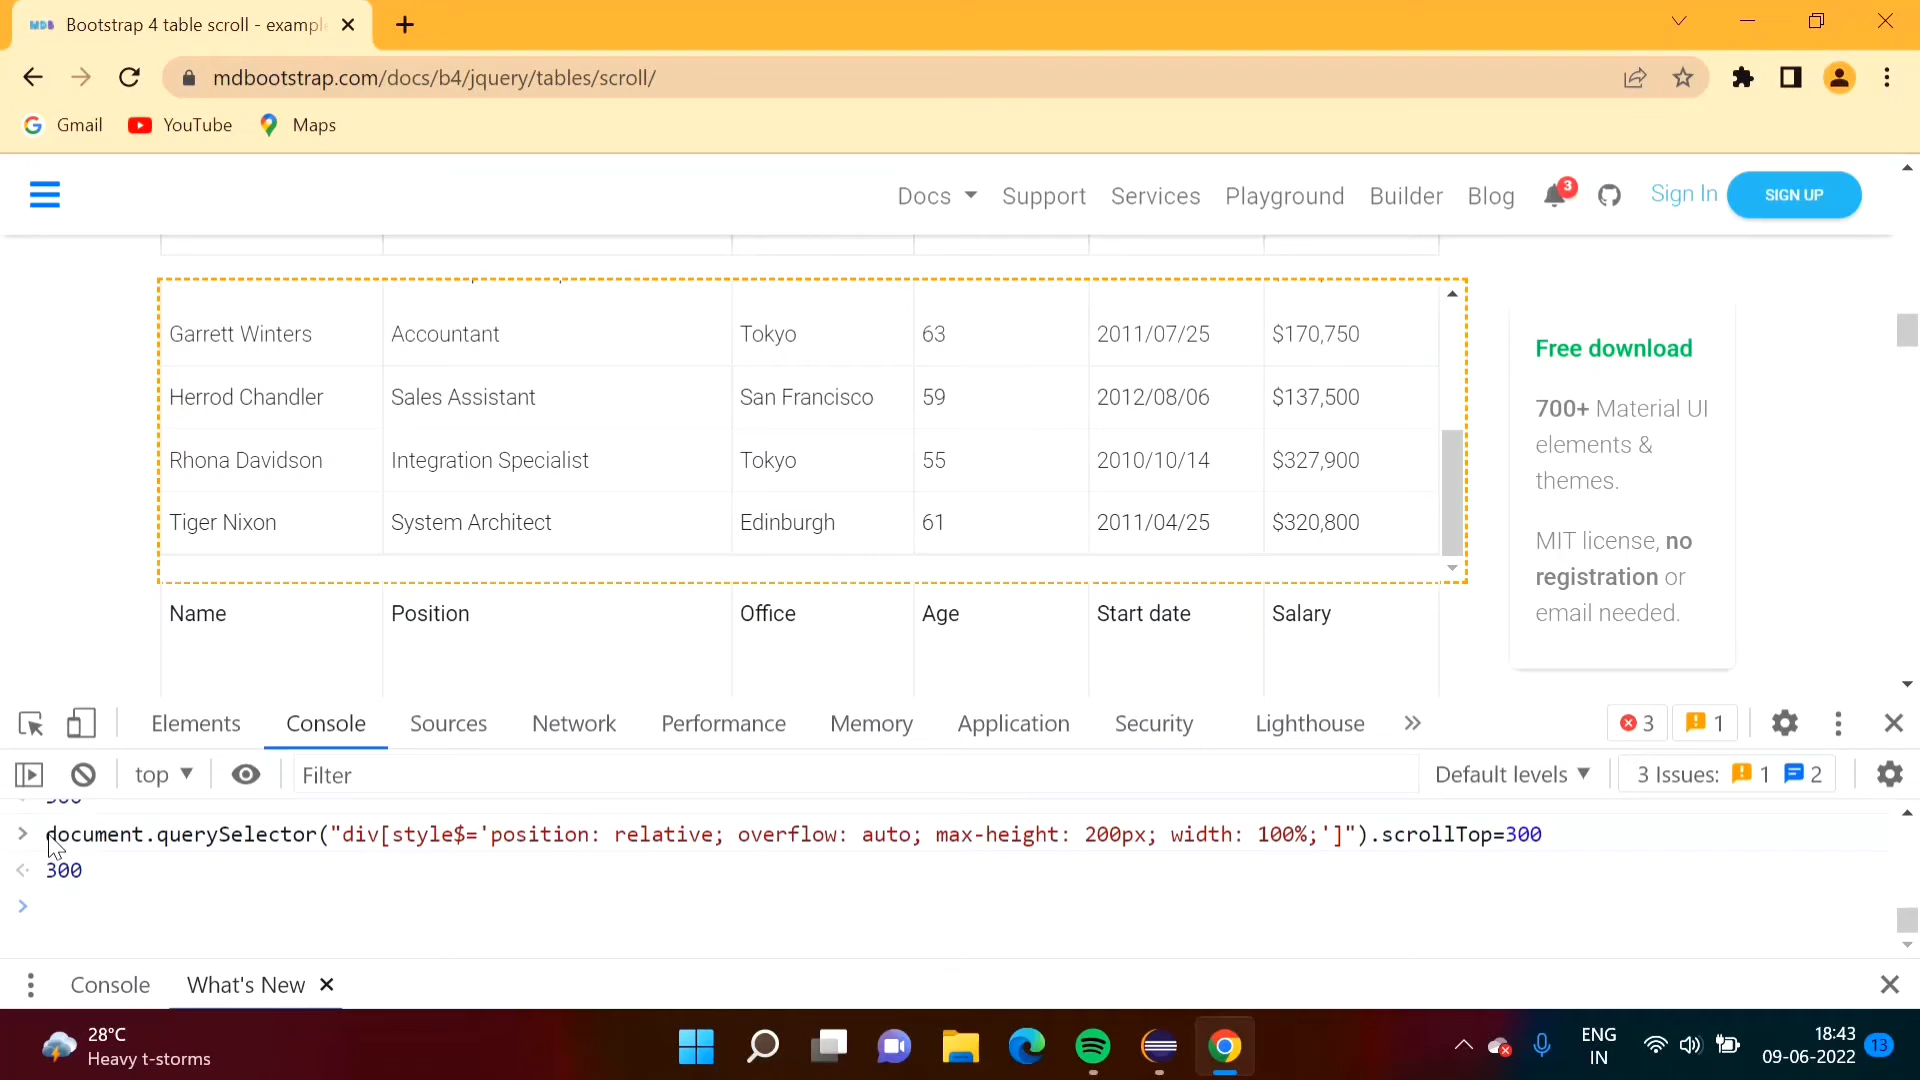 MDB Bootstrap 4 table scroll - exampl
mdbootstrap.com/docs/b4/jquery/tables/scroll/
Gmail YouTube Maps
Docs Support Services Playground Builder Blog 3 Sign In SIGN UP
Garrett Winters Accountant Tokyo 63 2011/07/25 $170,750
Herrod Chandler Sales Assistant San Francisco 59 2012/08/06 $137,500
Rhona Davidson Integration Specialist Tokyo 55 2010/10/14 $327,900
Tiger Nixon System Architect Edinburgh 61 2011/04/25 $320,800
Name Position Office Age Start date Salary
Free download
700+ Material UI
elements &
themes.
MIT license, no
registration or
email needed.
Elements Console Sources Network Performance Memory Application Security Lighthouse 3 1
top Filter Default levels 3 Issues: 1 2
document.querySelector("div[style$='position: relative; overflow: auto; max-height: 200px; width: 100%;']").scrollTop=300
300
Console What's New
28°C
Heavy t-storms
ENG
IN
18:43
09-06-2022
13